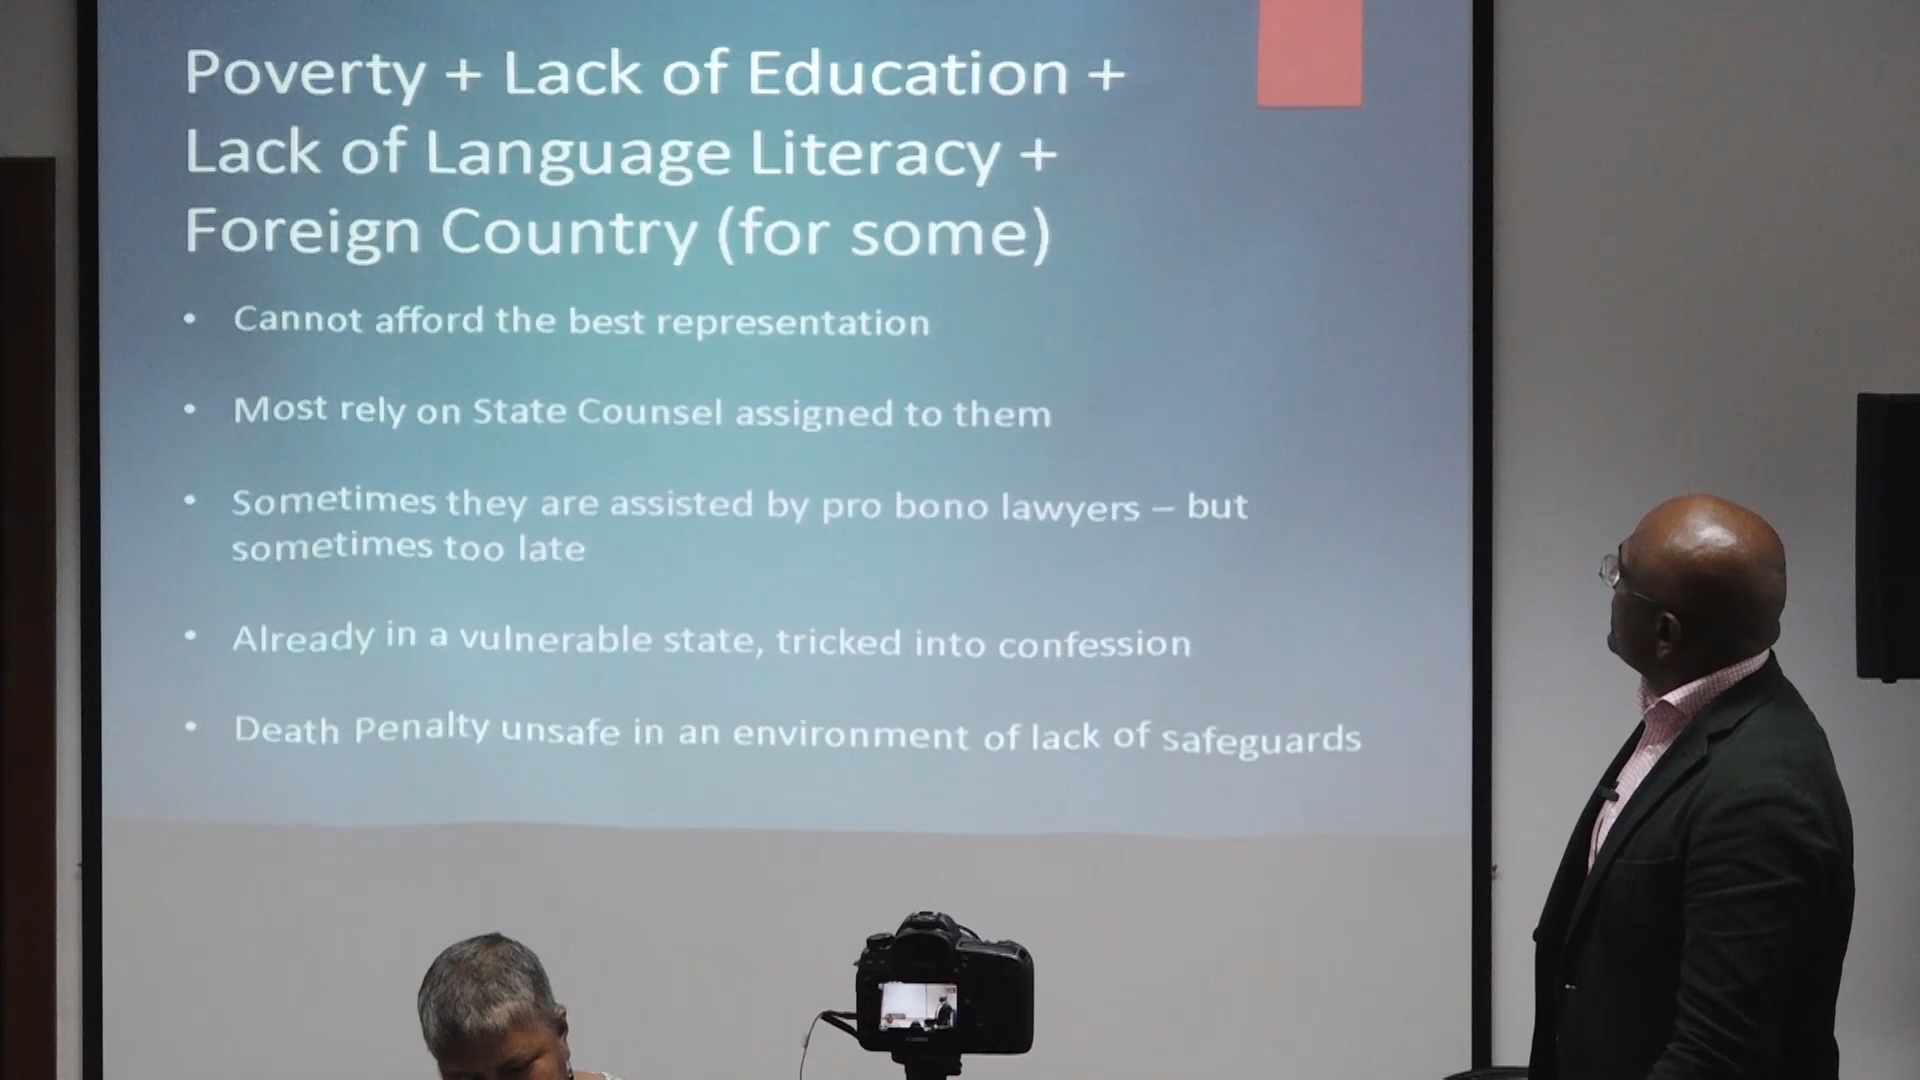 Poverty + Lack of Education +
Lack of Language Literacy +
Foreign Country (for some)
• Cannot afford the best representation
• Most rely on State Counsel assigned to them
• Sometimes they are assisted by pro bono lawyers – but
sometimes too late
• Already in a vulnerable state, tricked into confession
• Death Penalty unsafe in an environment of lack of safeguards
Canon